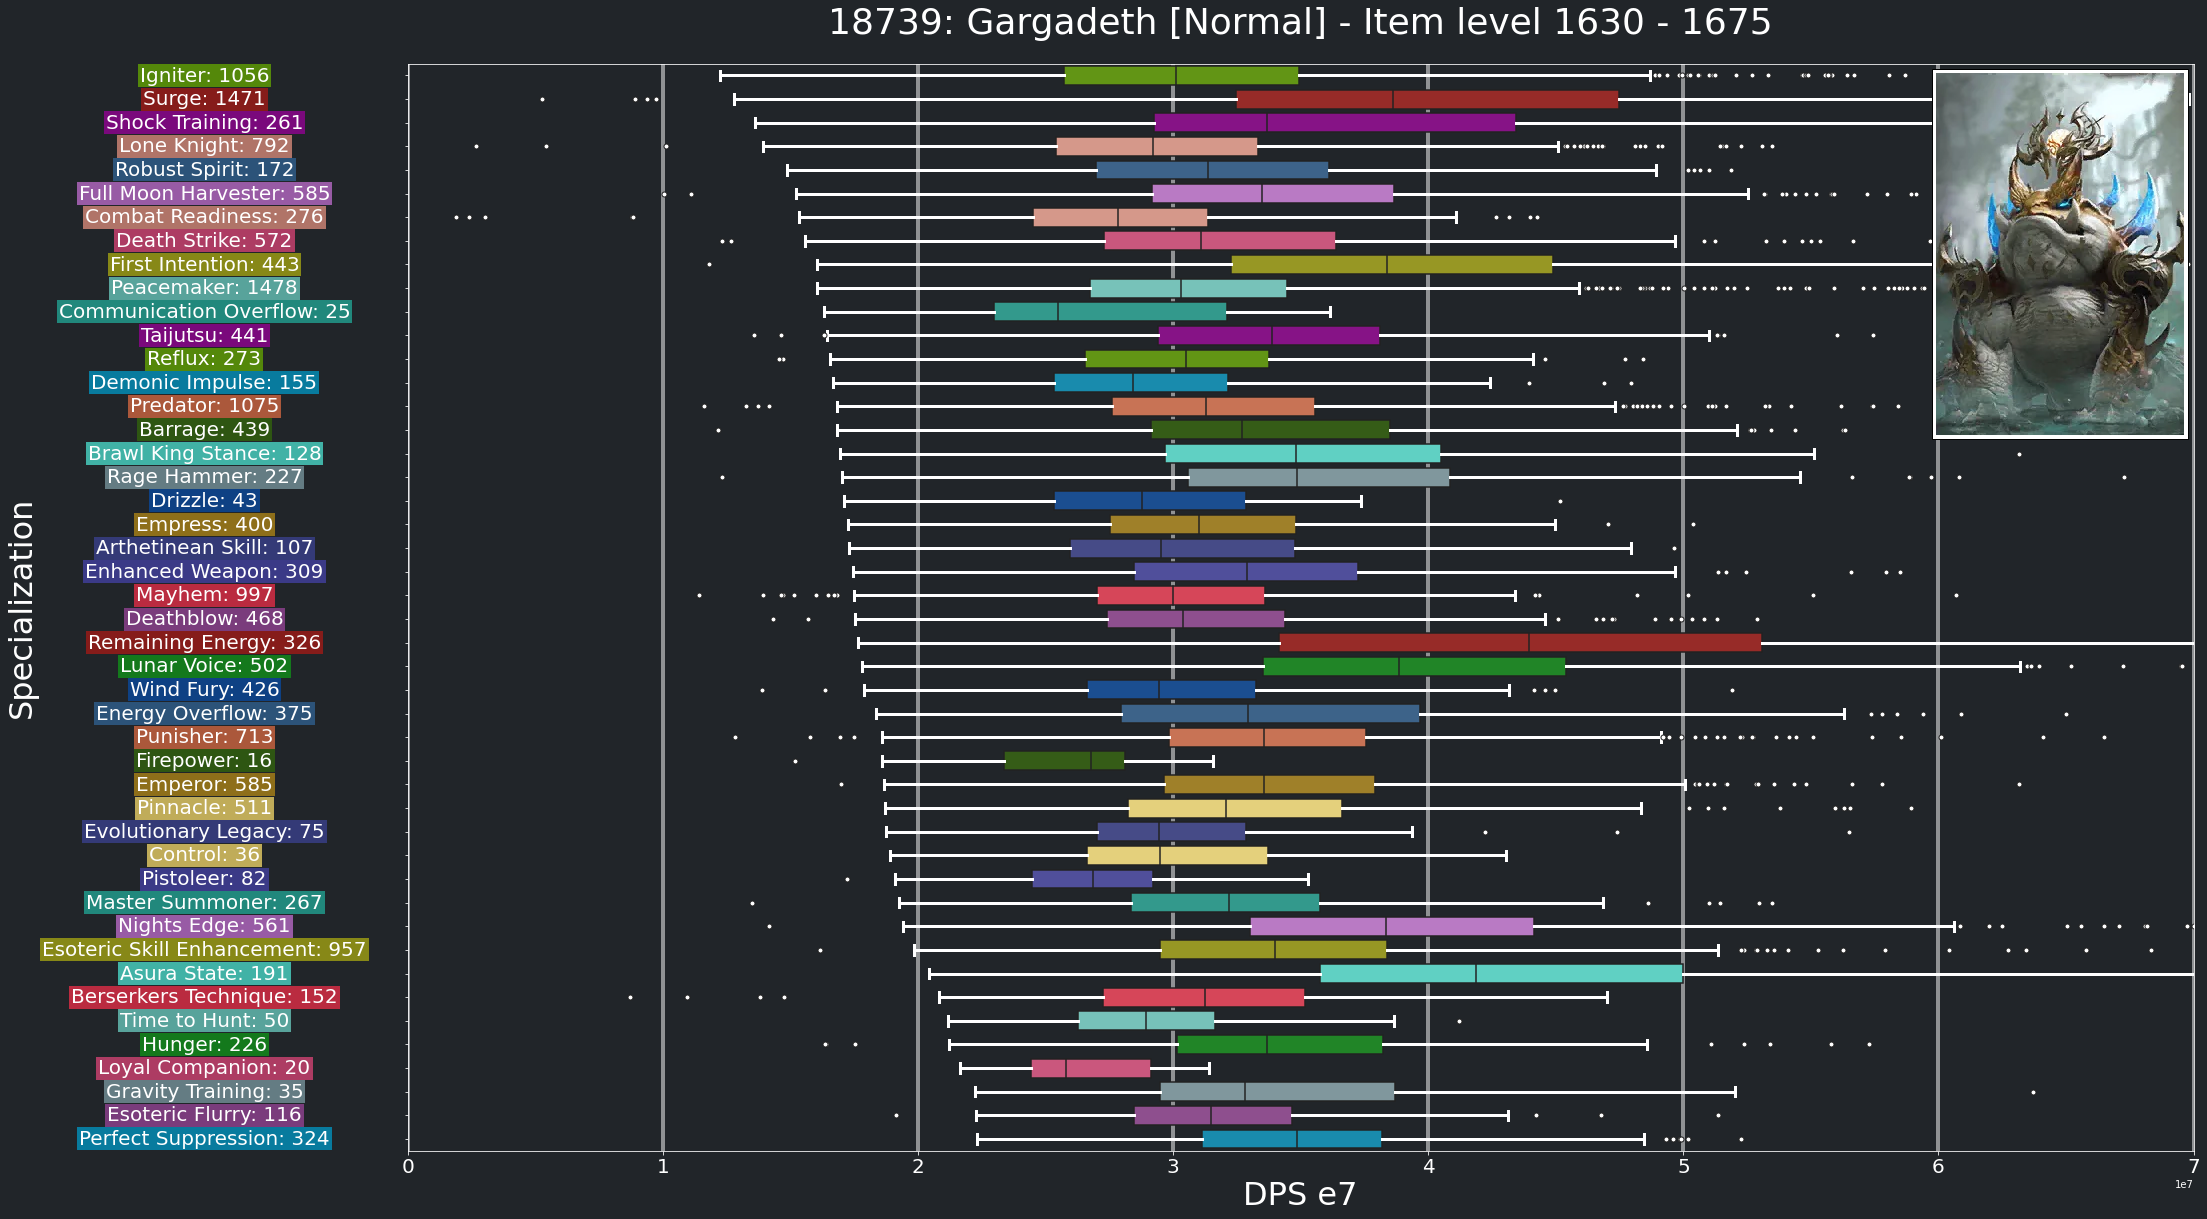 18739: Gargadeth [Normal] - Item level 1630 - 1675
Specialization
Igniter: 1056
Surge: 1471
Shock Training: 261
Lone Knight: 792
Robust Spirit: 172
Full Moon Harvester: 585
Combat Readiness: 276
Death Strike: 572
First Intention: 443
Peacemaker: 1478
Communication Overflow: 25
Taijutsu: 441
Reflux: 273
Demonic Impulse: 155
Predator: 1075
Barrage: 439
Brawl King Stance: 128
Rage Hammer: 227
Drizzle: 43
Empress: 400
Arthetinean Skill: 107
Enhanced Weapon: 309
Mayhem: 997
Deathblow: 468
Remaining Energy: 326
Lunar Voice: 502
Wind Fury: 426
Energy Overflow: 375
Punisher: 713
Firepower: 16
Emperor: 585
Pinnacle: 511
Evolutionary Legacy: 75
Control: 36
Pistoleer: 82
Master Summoner: 267
Nights Edge: 561
Esoteric Skill Enhancement: 957
Asura State: 191
Berserkers Technique: 152
Time to Hunt: 50
Hunger: 226
Loyal Companion: 20
Gravity Training: 35
Esoteric Flurry: 116
Perfect Suppression: 324
0 1 2 3 4 5 6 7
1e7
DPS e7